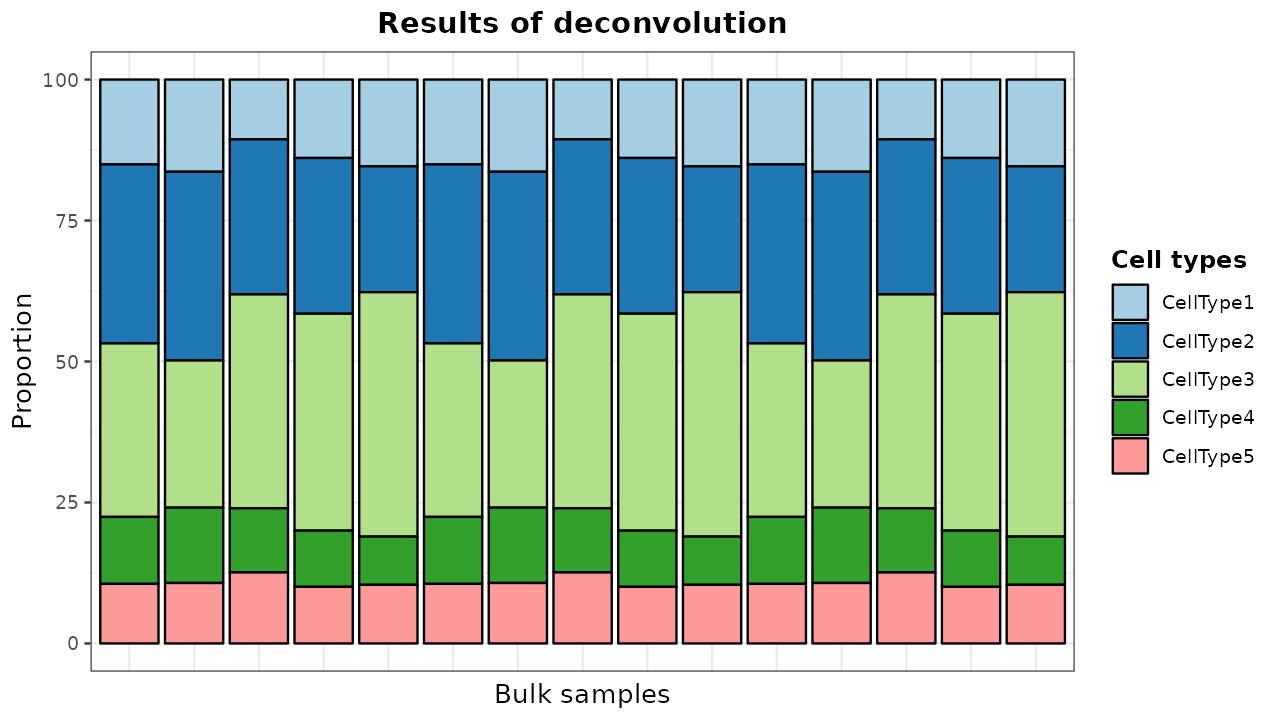 Results of deconvolution
100
75
50
25
0
Proportion
Bulk samples
Cell types
CellType1
CellType2
CellType3
CellType4
CellType5